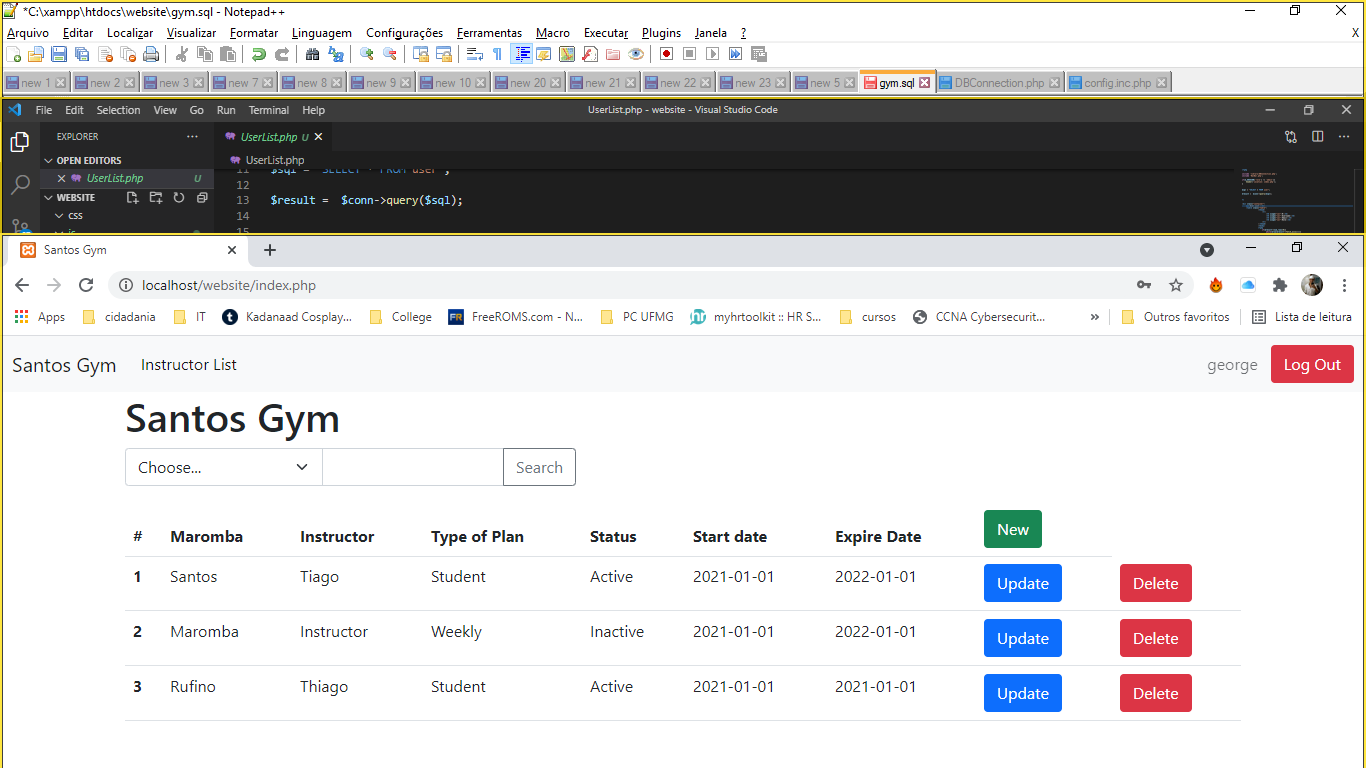 *C:\xampp\htdocs\website\gym.sql - Notepad++
Arquivo Editar Localizar Visualizar Formatar Linguagem Configurações Ferramentas Macro Executar Plugins Janela ? X
new 1 new 2 new 3 new 7 new 8 new 9 new 10 new 20 new 21 new 22 new 23 new 5 gym.sql DBConnection.php config.inc.php
File Edit Selection View Go Run Terminal Help UserList.php - website - Visual Studio Code
EXPLORER UserList.php U
OPEN EDITORS UserList.php
UserList.php U 11 $sql = "SELECT * FROM user";
12
WEBSITE 13 $result = $conn->query($sql);
css 14
15
Santos Gym
localhost/website/index.php
Apps cidadania IT Kadanaad Cosplay... College FreeROMS.com - N... PC UFMG myhrtoolkit :: HR S... cursos CCNA Cybersecurit... » Outros favoritos Lista de leitura
Santos Gym Instructor List george Log Out
Santos Gym
Choose... Search
# Maromba Instructor Type of Plan Status Start date Expire Date New
1 Santos Tiago Student Active 2021-01-01 2022-01-01 Update Delete
2 Maromba Instructor Weekly Inactive 2021-01-01 2022-01-01 Update Delete
3 Rufino Thiago Student Active 2021-01-01 2021-01-01 Update Delete